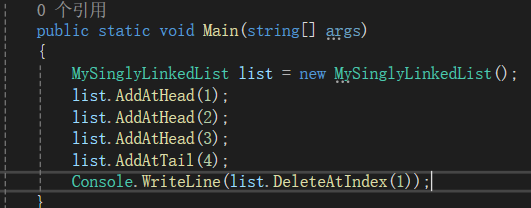 0 个引用
public static void Main(string[] args)
{
MySinglyLinkedList list = new MySinglyLinkedList();
list.AddAtHead(1);
list.AddAtHead(2);
list.AddAtHead(3);
list.AddAtTail(4);
Console.WriteLine(list.DeleteAtIndex(1));
}